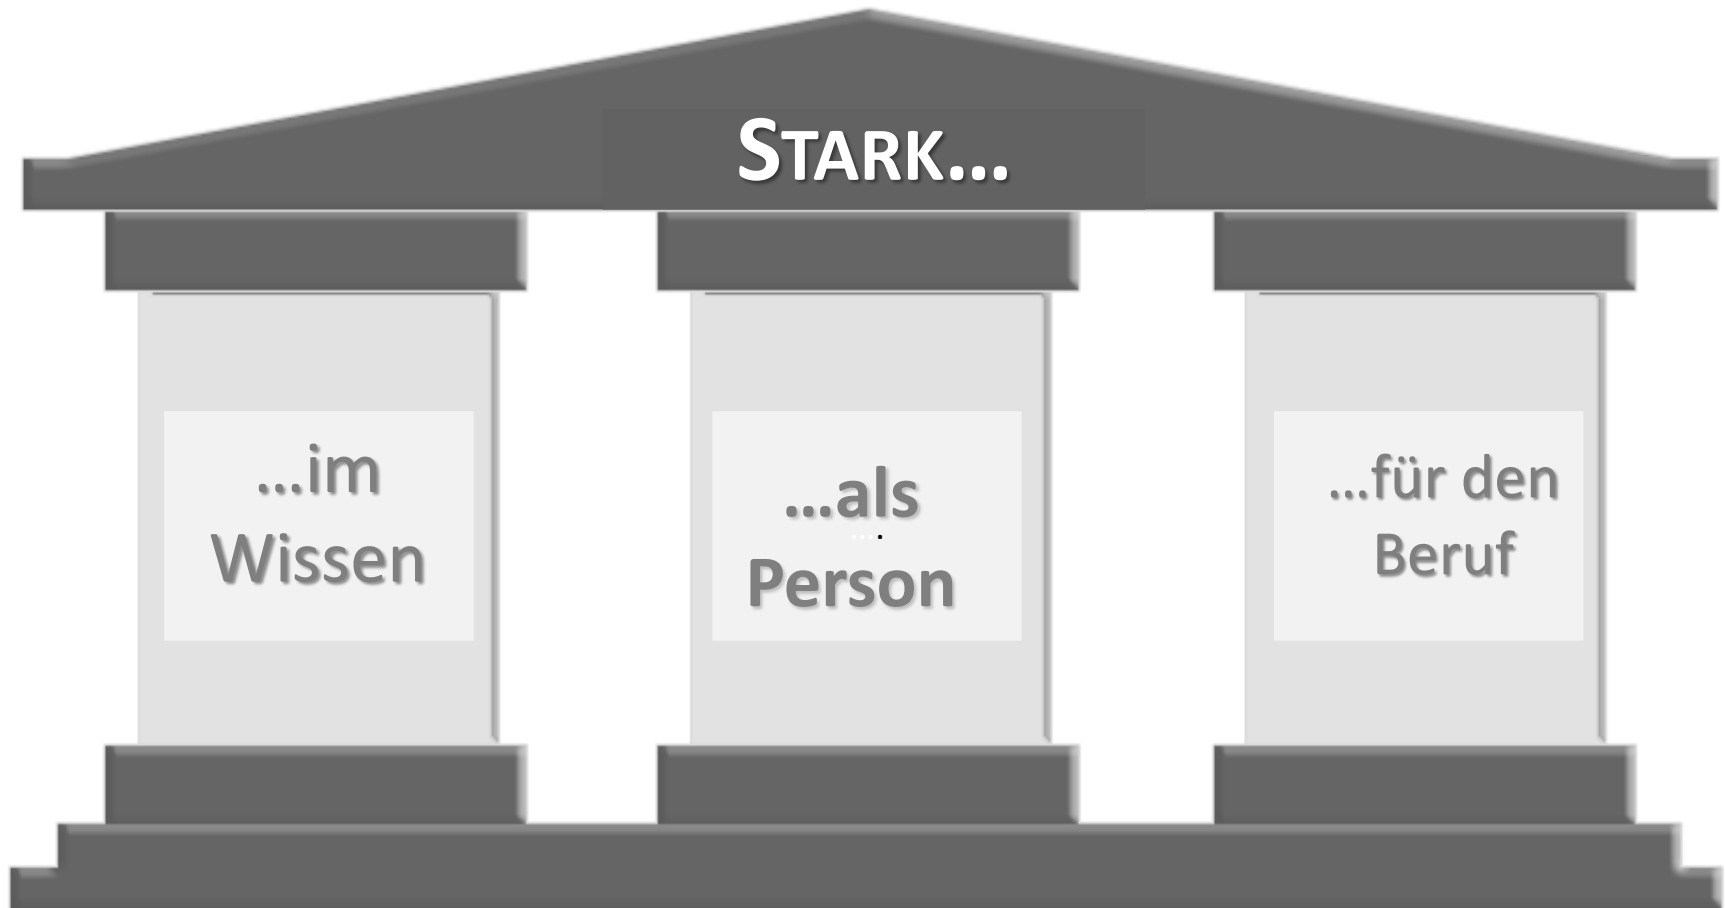 STARK...
...im
Wissen
...als
Person
...für den
Beruf